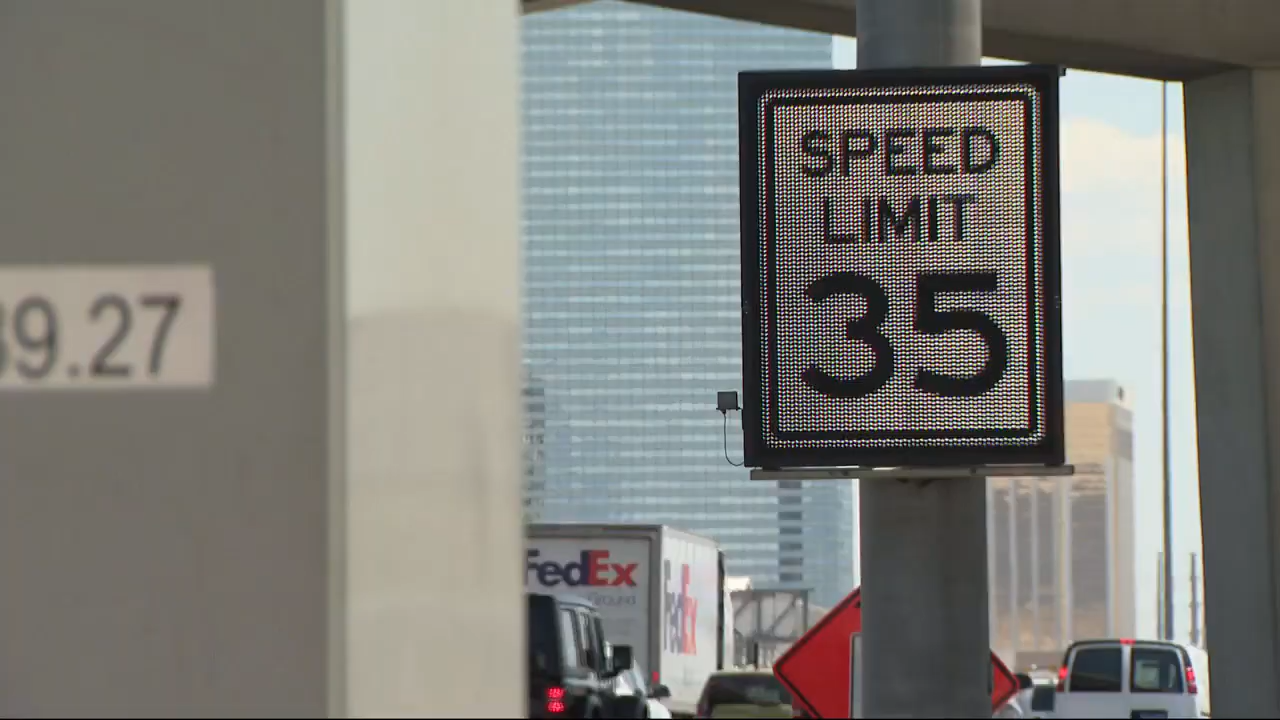 39.27
SPEED
LIMIT
35
FedEx
Ground
FedEx